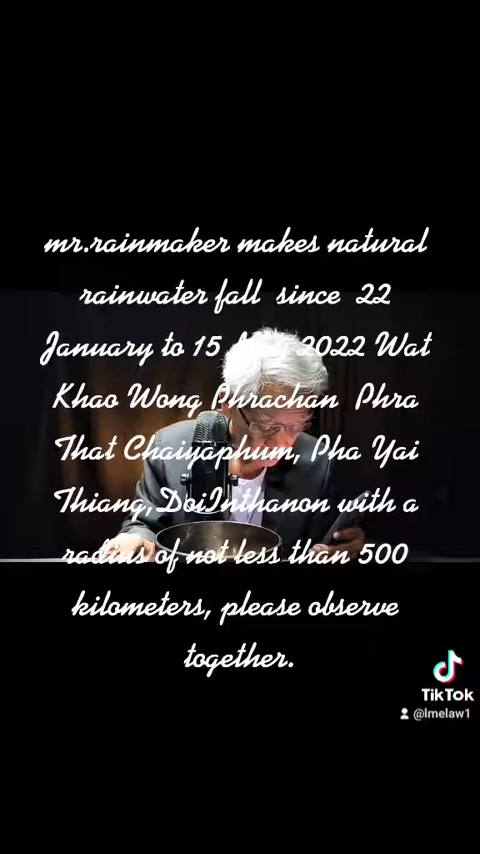 mr.rainmaker makes natural
rainwater fall since 22
January to 15 2022 Wat
Khao Wong Phrachan Phra
That Chaiyaphum, Pha Yai
Thiang,DoiInthanon with a
radius of not less than 500
kilometers, please observe
together.
TikTok
@lmelaw1